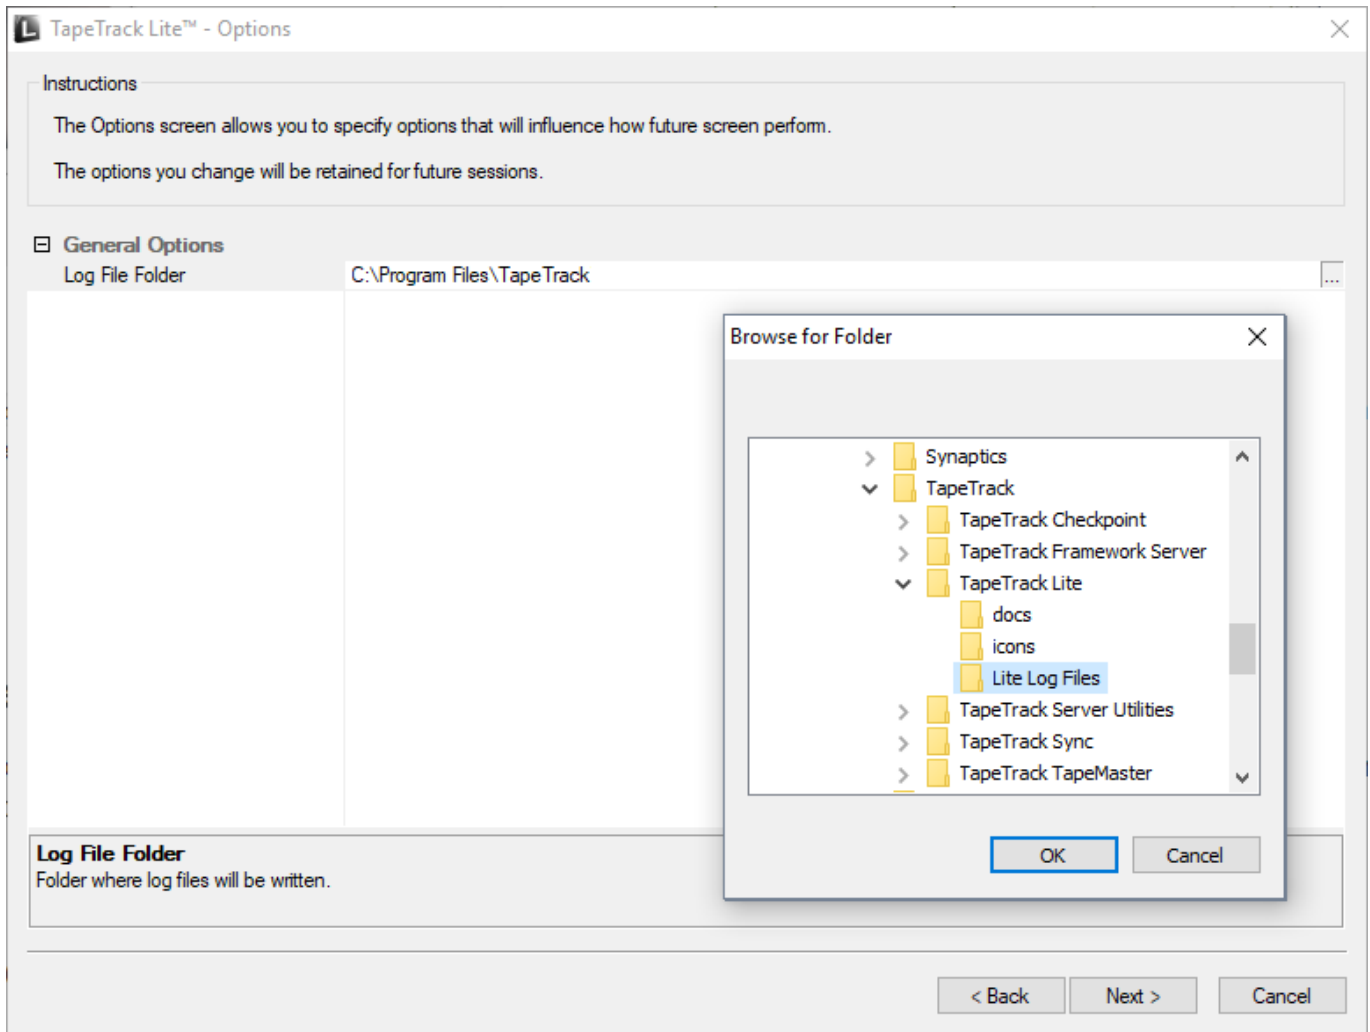 TapeTrack Lite™ - Options
Instructions
The Options screen allows you to specify options that will influence how future screen perform.
The options you change will be retained for future sessions.
General Options
Log File Folder C:\Program Files\TapeTrack ...
Browse for Folder
Synaptics
TapeTrack
TapeTrack Checkpoint
TapeTrack Framework Server
TapeTrack Lite
docs
icons
Lite Log Files
TapeTrack Server Utilities
TapeTrack Sync
TapeTrack TapeMaster
OK Cancel
Log File Folder
Folder where log files will be written.
< Back Next > Cancel